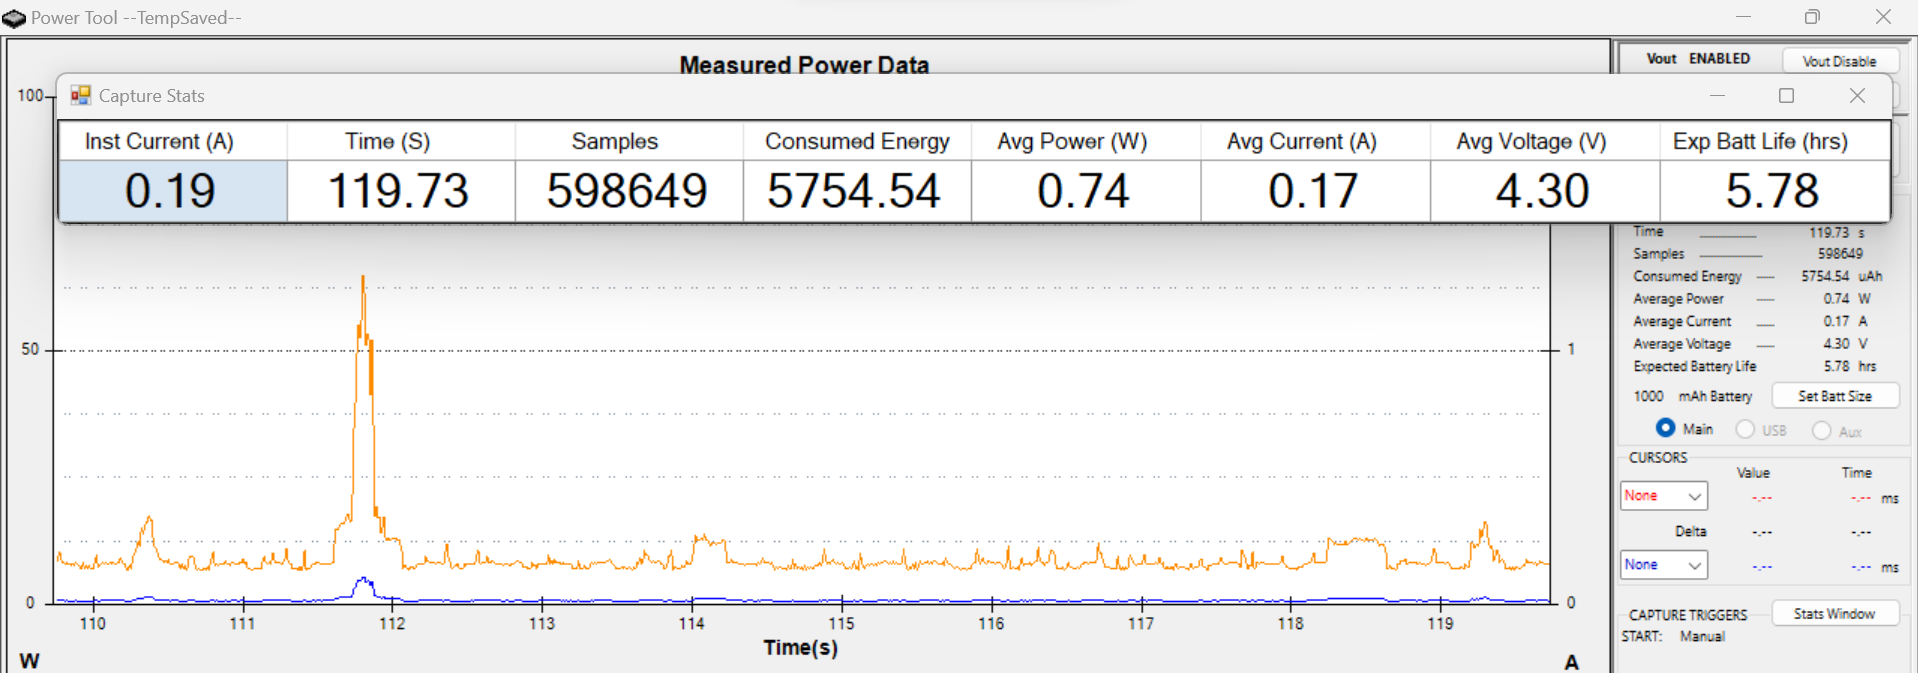 Power Tool --TempSaved--
Measured Power Data
Vout ENABLED Vout Disable
Capture Stats
Inst Current (A) Time (S) Samples Consumed Energy Avg Power (W) Avg Current (A) Avg Voltage (V) Exp Batt Life (hrs)
0.19 119.73 598649 5754.54 0.74 0.17 4.30 5.78
100
50
0
1
0
110 111 112 113 114 115 116 117 118 119
Time(s)
W
A
Time 119.73 s
Samples 598649
Consumed Energy 5754.54 uAh
Average Power 0.74 W
Average Current 0.17 A
Average Voltage 4.30 V
Expected Battery Life 5.78 hrs
1000 mAh Battery Set Batt Size
Main USB Aux
CURSORS
Value Time
None -.-- -.-- ms
Delta -.-- -.--
None -.-- -.-- ms
CAPTURE TRIGGERS Stats Window
START: Manual